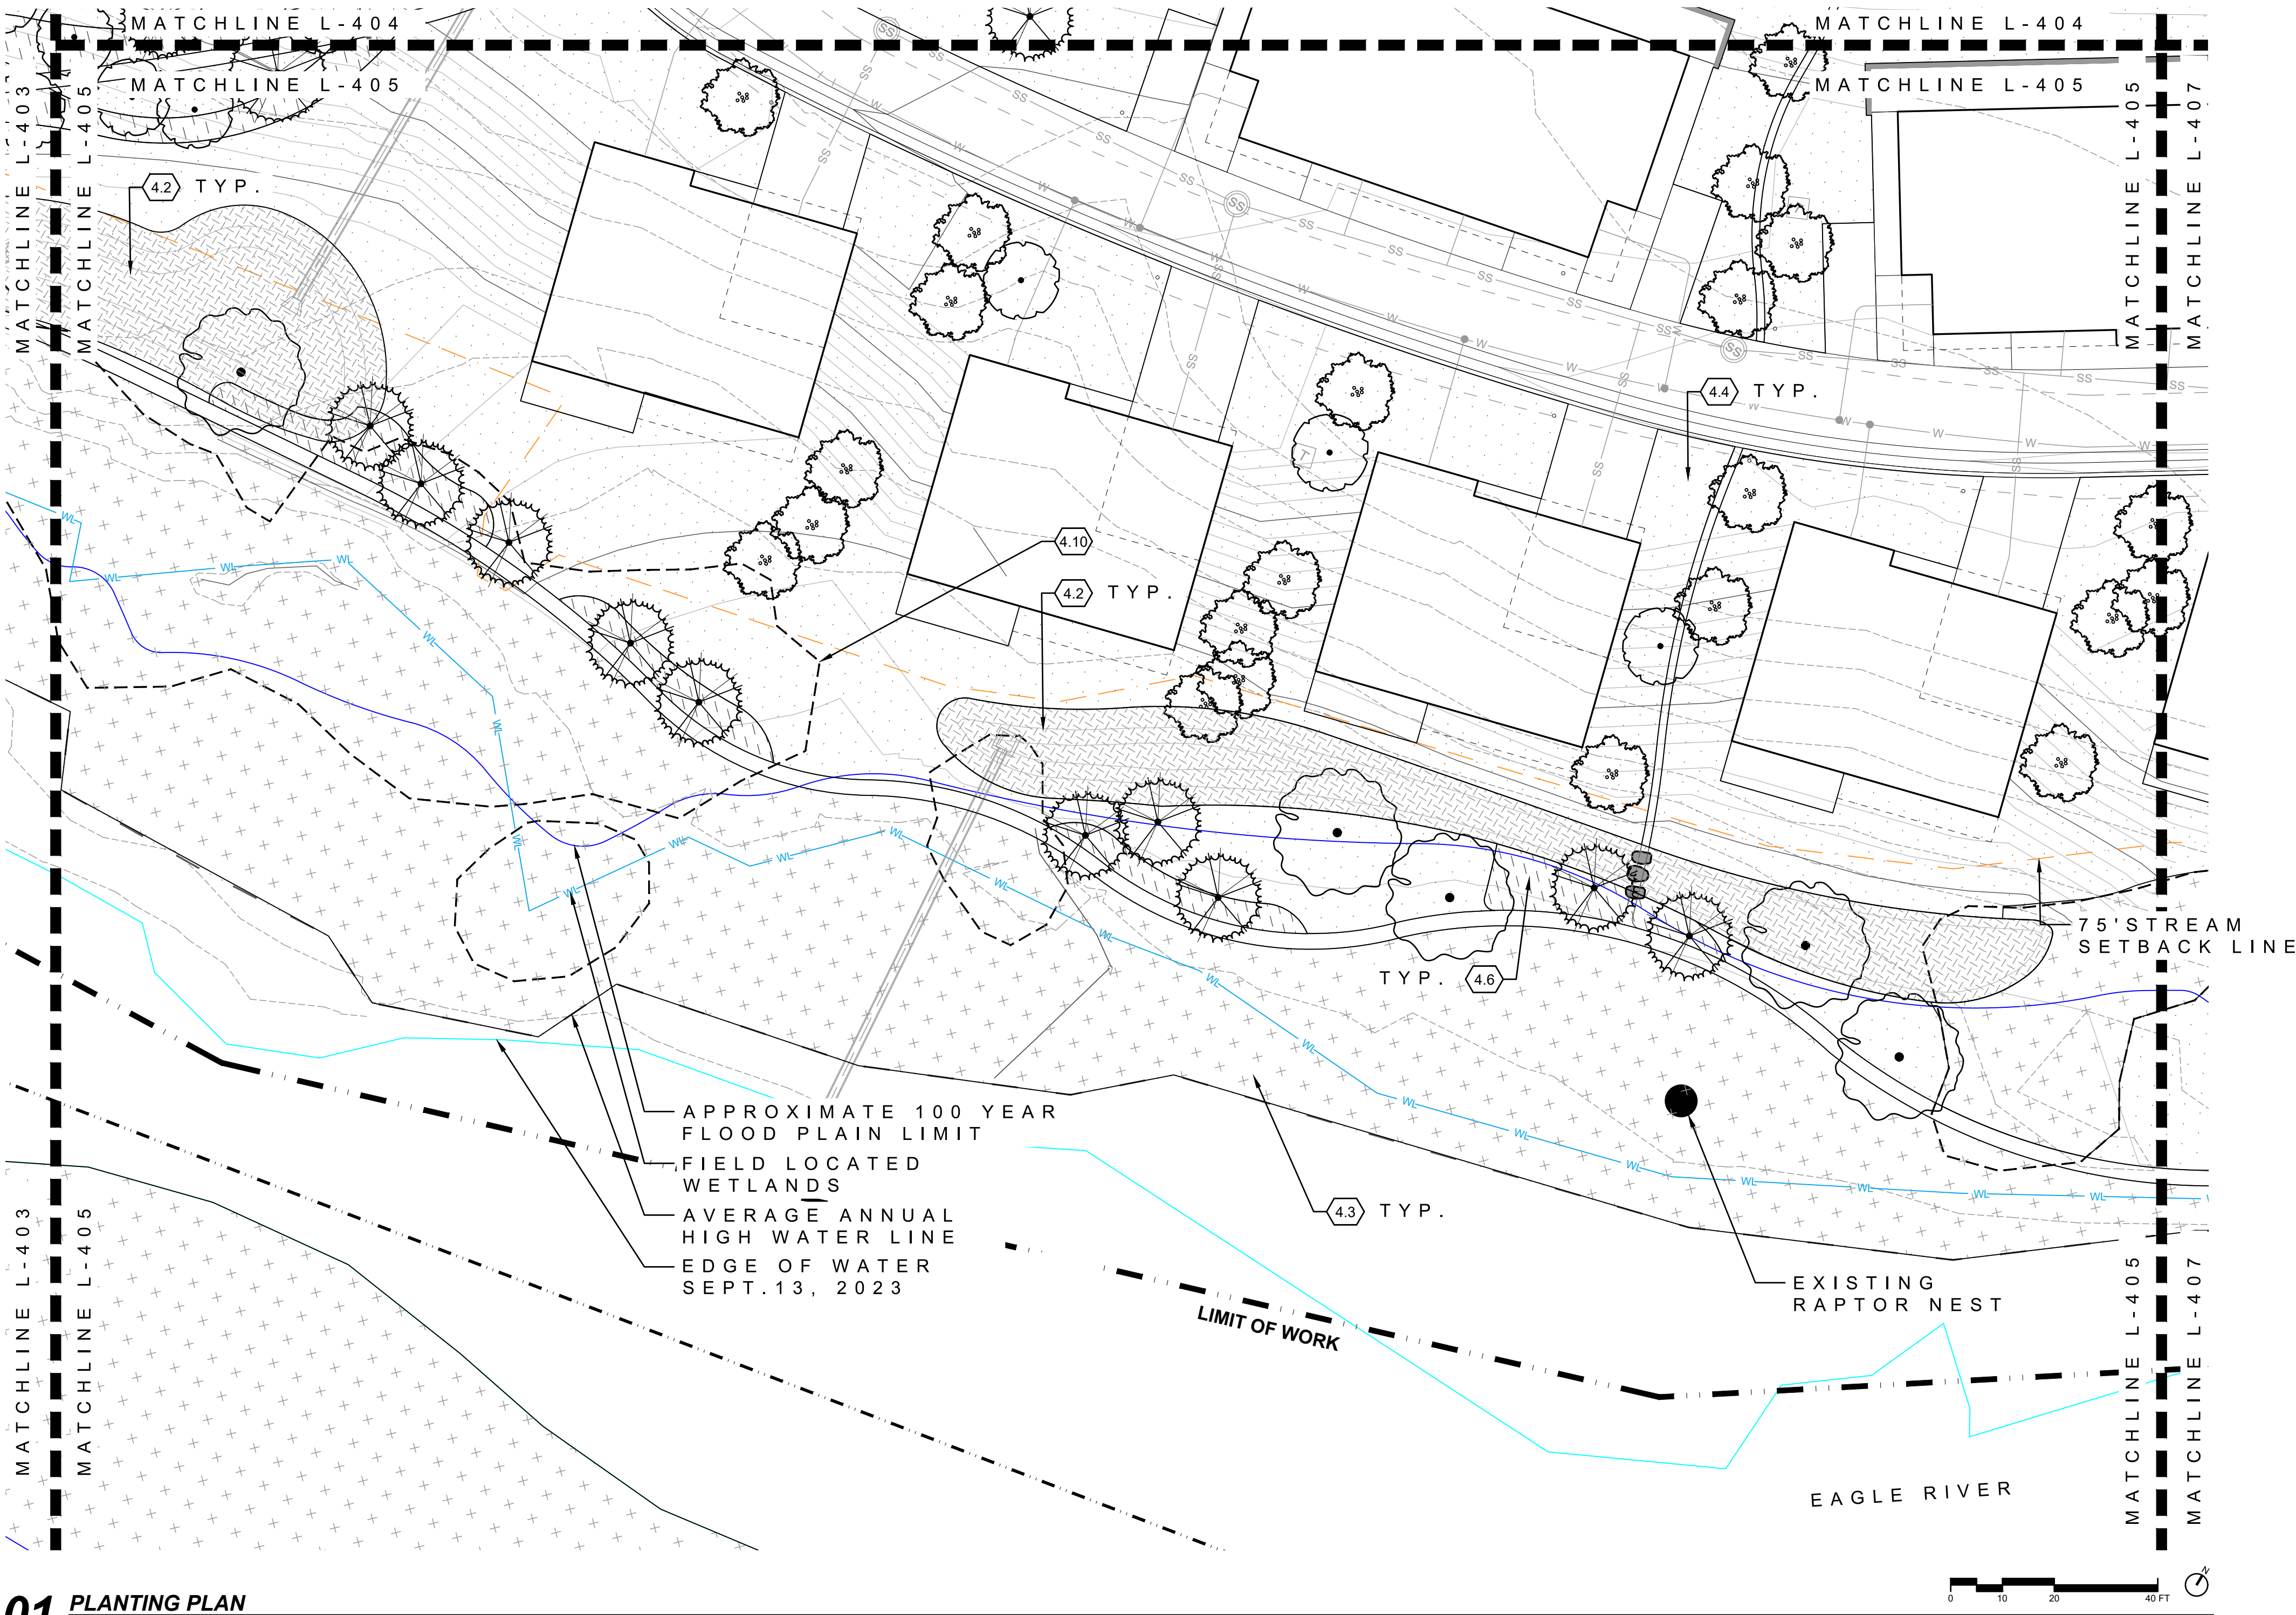 MATCHLINE L-404
MATCHLINE L-404
MATCHLINE L-405
MATCHLINE L-405
MATCHLINE L-403
MATCHLINE L-405
MATCHLINE L-405
MATCHLINE L-407
4.2 TYP.
4.4 TYP.
4.10
4.2 TYP.
75'STREAM
SETBACK LINE
TYP. 4.6
APPROXIMATE 100 YEAR
FLOOD PLAIN LIMIT
FIELD LOCATED
WETLANDS
AVERAGE ANNUAL
HIGH WATER LINE
EDGE OF WATER
SEPT.13, 2023
4.3 TYP.
EXISTING
RAPTOR NEST
LIMIT OF WORK
MATCHLINE L-403
MATCHLINE L-405
MATCHLINE L-405
MATCHLINE L-407
EAGLE RIVER
0 10 20 40 FT
N
01 PLANTING PLAN